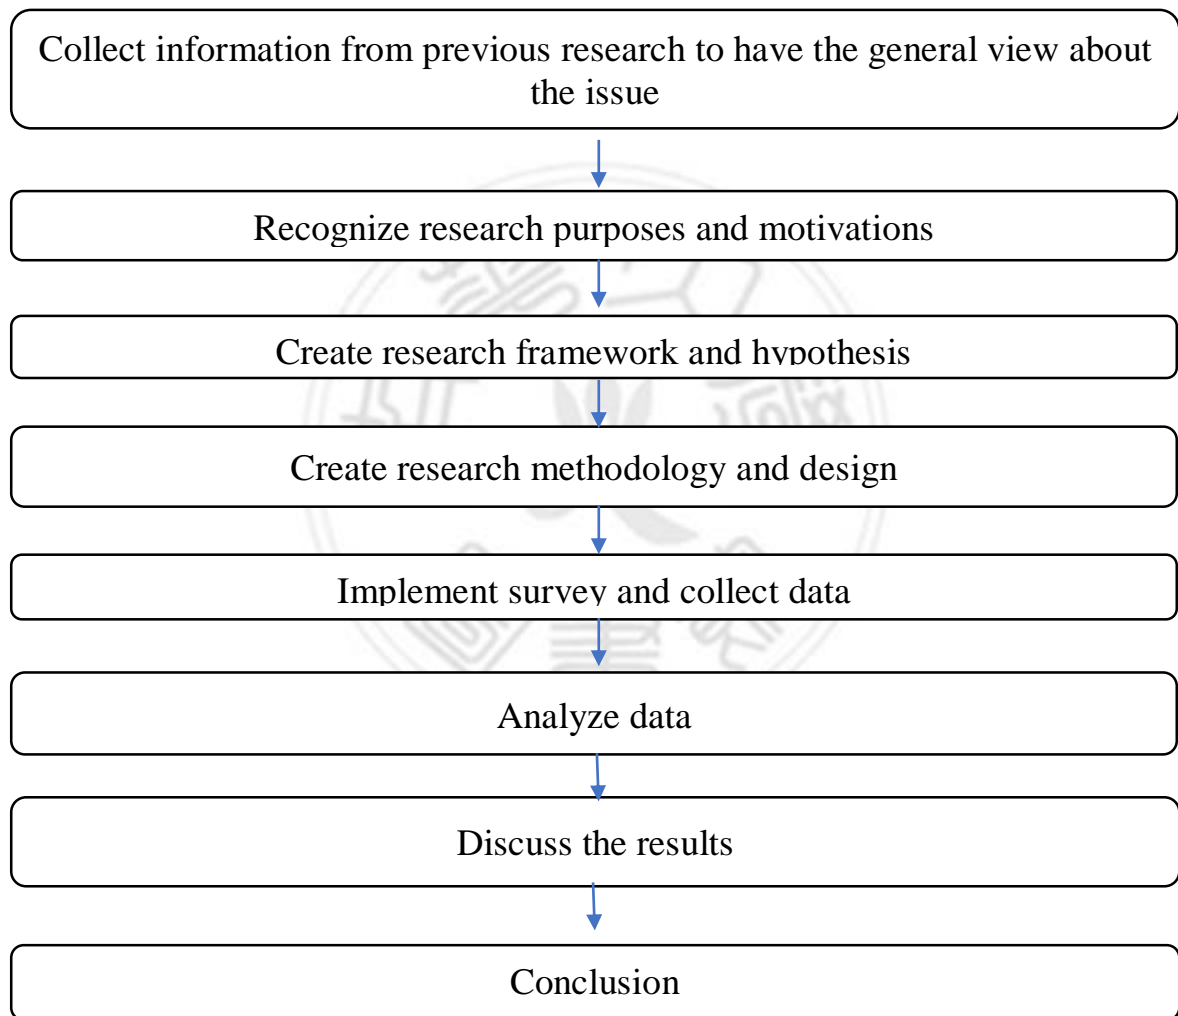 Collect information from previous research to have the general view about
the issue
Recognize research purposes and motivations
Create research framework and hypothesis
Create research methodology and design
Implement survey and collect data
Analyze data
Discuss the results
Conclusion